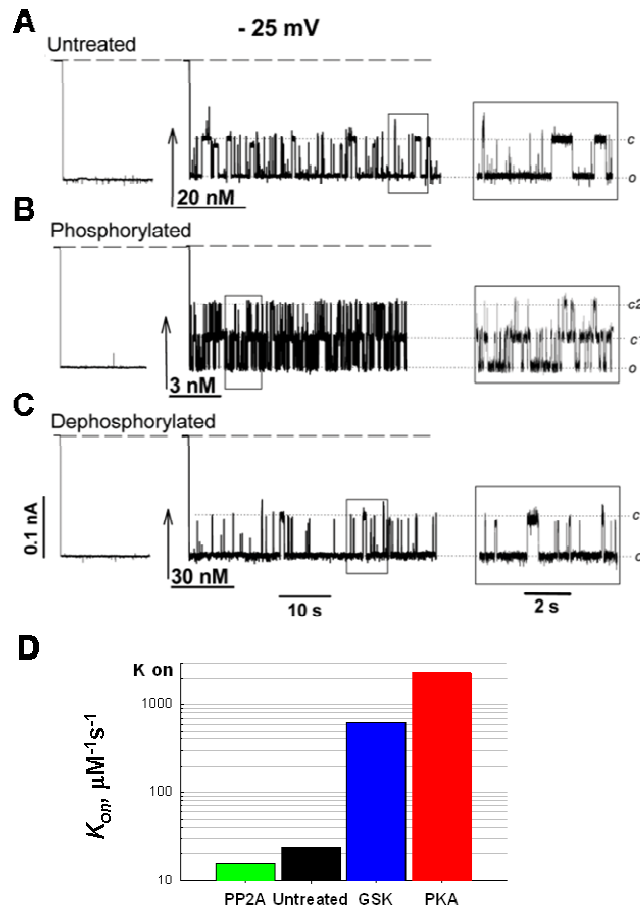 A
Untreated
- 25 mV
20 nM
c
o
B
Phosphorylated
3 nM
c2
o
C
Dephosphorylated
0.1 nA
30 nM
c
10 s
2 s
D
K on
Kon, μM-1s-1
1000
100
10
PP2A Untreated GSK PKA